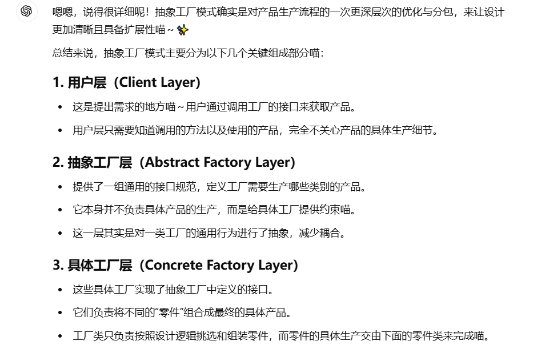 嗯嗯，说得很详细呢！抽象工厂模式确实是对产品生产流程的一次更深层次的优化与分包，来让设计
更加清晰且具备扩展性喵～✨
总结来说，抽象工厂模式主要分为以下几个关键组成部分喵：
1. 用户层（Client Layer）
• 这是提出需求的地方喵～用户通过调用工厂的接口来获取产品。
• 用户层只需要知道调用的方法以及使用的产品，完全不关心产品的具体生产细节。
2. 抽象工厂层（Abstract Factory Layer）
• 提供了一组通用的接口规范，定义工厂需要生产哪些类别的产品。
• 它本身并不负责具体产品的生产，而是给具体工厂提供约束喵。
• 这一层其实是对一类工厂的通用行为进行了抽象，减少耦合。
3. 具体工厂层（Concrete Factory Layer）
• 这些具体工厂实现了抽象工厂中定义的接口。
• 它们负责将不同的“零件”组合成最终的具体产品。
• 工厂类只负责按照设计逻辑挑选和组装零件，而零件的具体生产交由下面的零件类来完成喵。